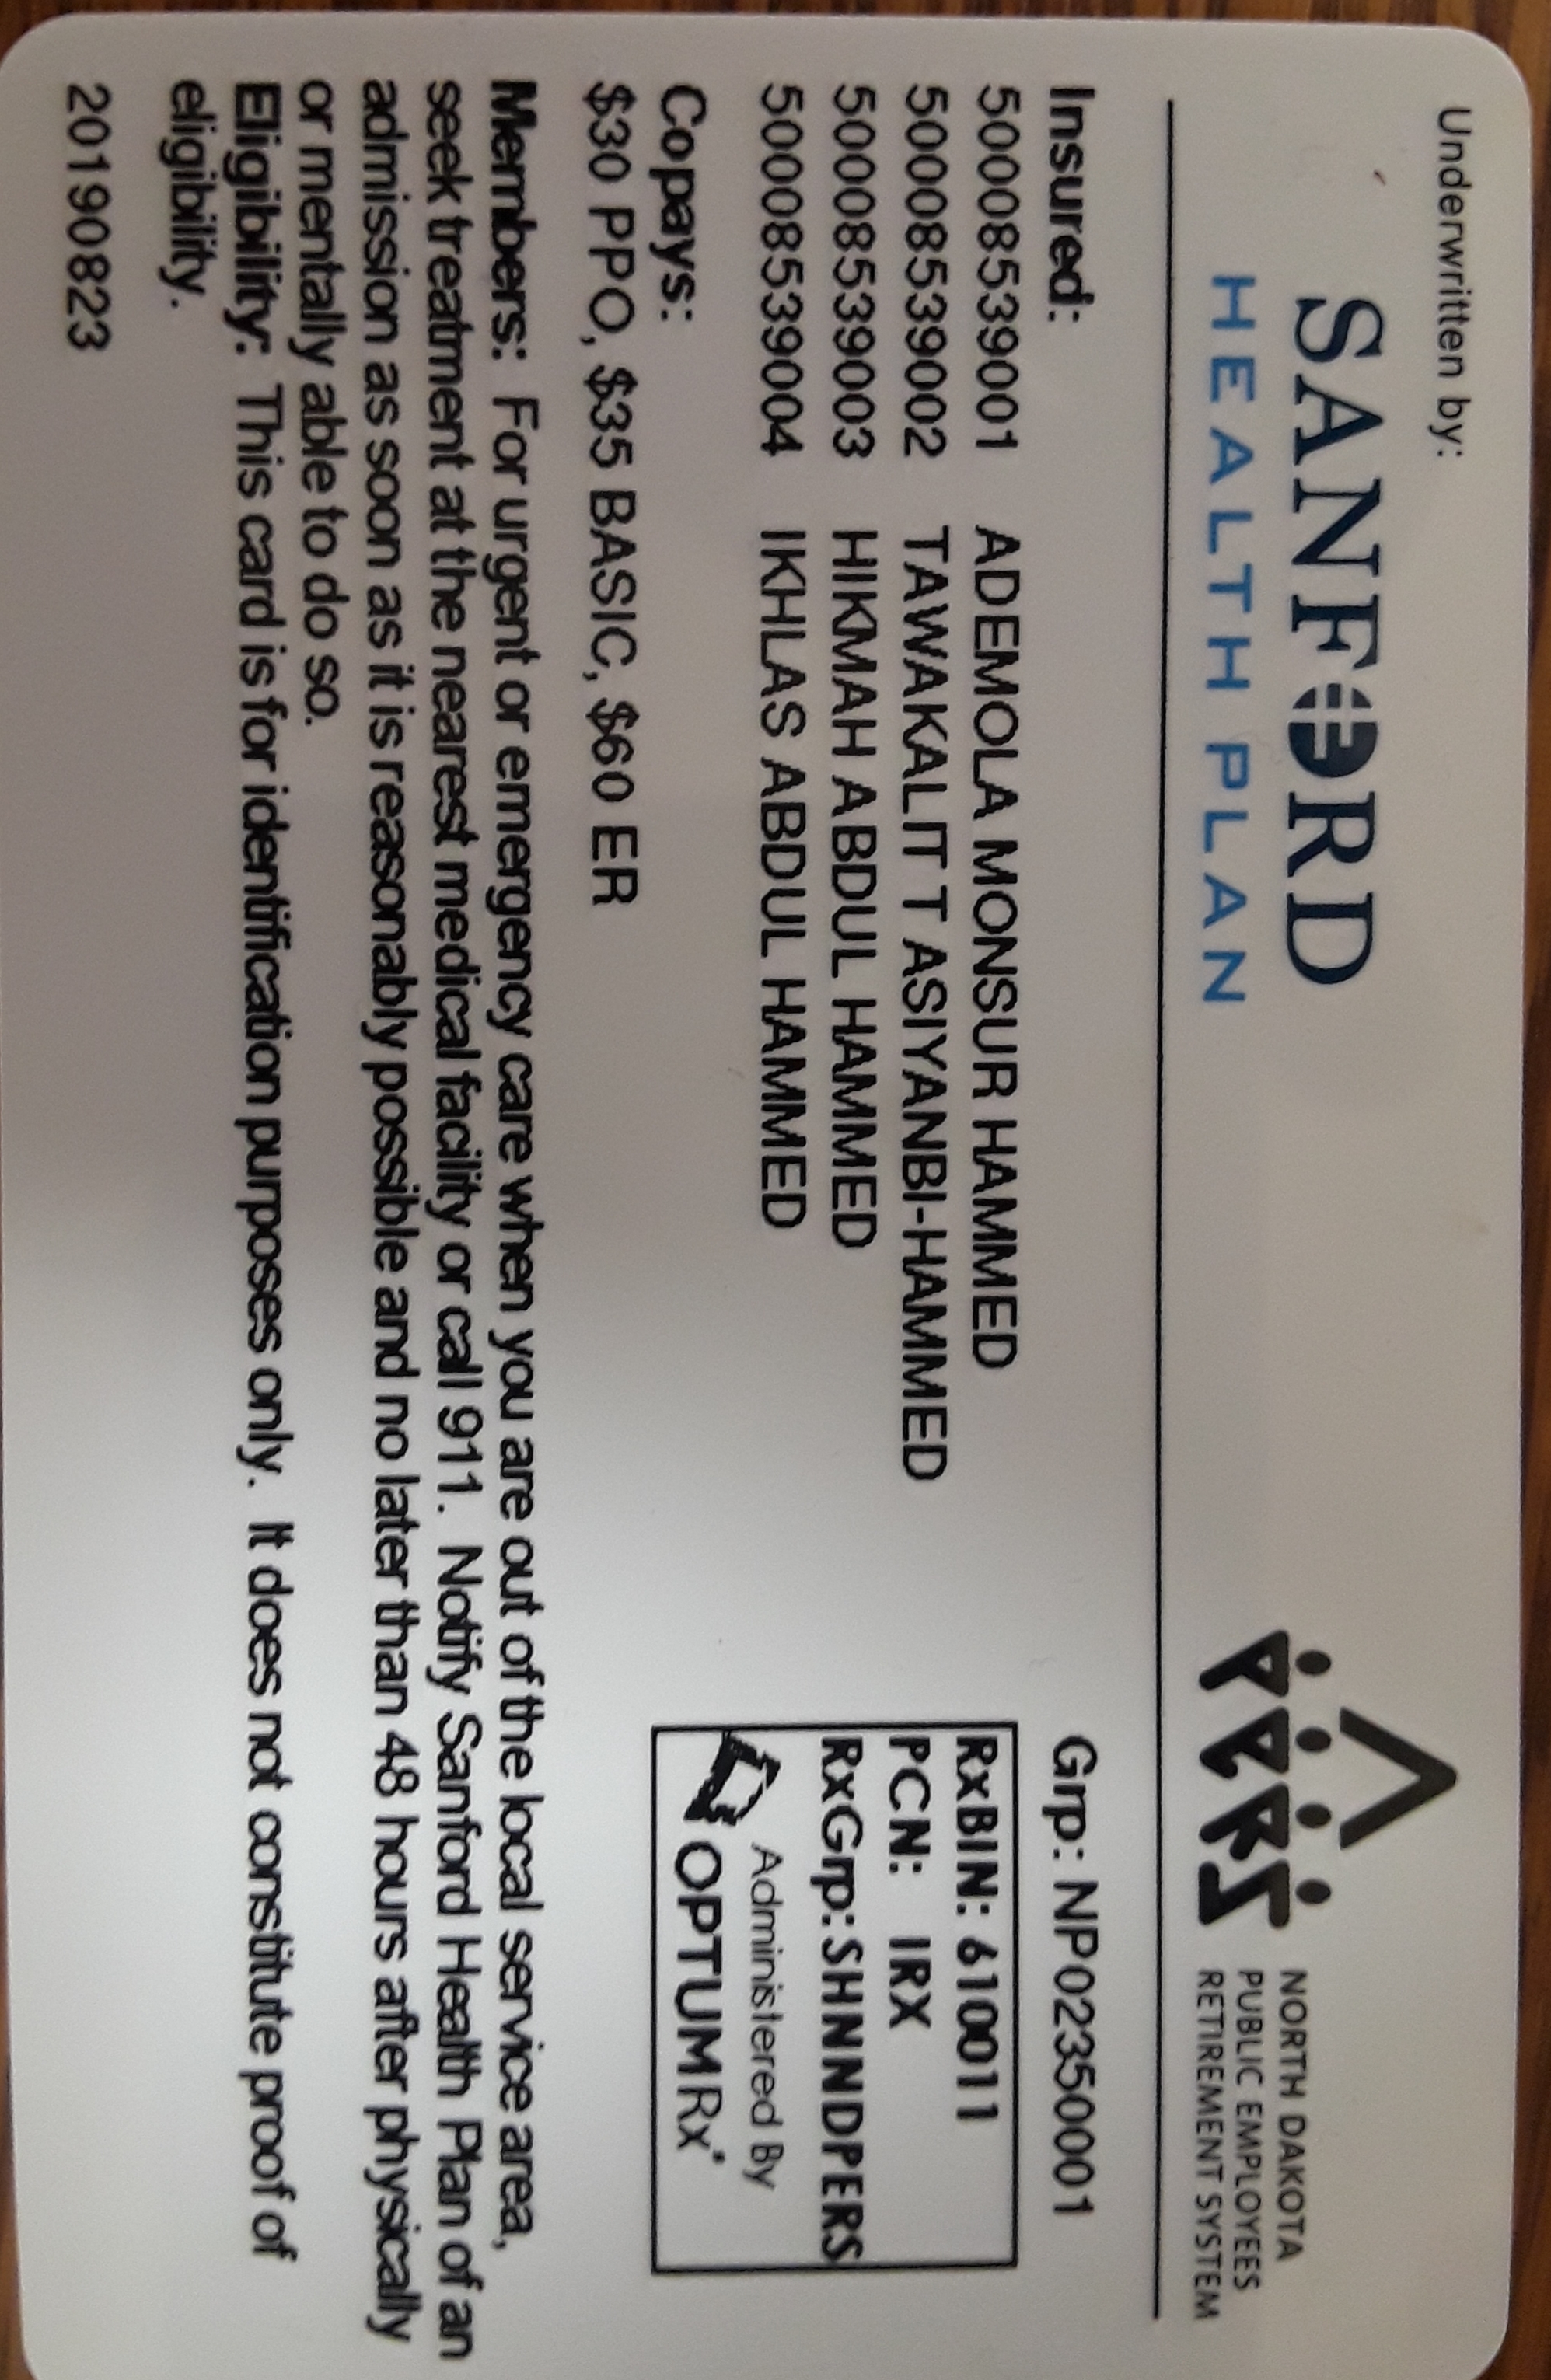 Underwritten by:
SANFORD
HEALTH PLAN
PERS
NORTH DAKOTA
PUBLIC EMPLOYEES
RETIREMENT SYSTEM
Insured:
50008539001 ADEMOLA MONSUR HAMMED
50008539002 TAWAKALIT T ASIYANBI-HAMMED
50008539003 HIKMAH ABDUL HAMMED
50008539004 IKHLAS ABDUL HAMMED
Grp: NP02350001
RxBIN: 610011
PCN: IRX
RxGrp: SHNNDPERS
Administered By
OPTUMRx
Copays:
$30 PPO, $35 BASIC, $60 ER
Members: For urgent or emergency care when you are out of the local service area,
seek treatment at the nearest medical facility or call 911. Notify Sanford Health Plan of an
admission as soon as it is reasonably possible and no later than 48 hours after physically
or mentally able to do so.
Eligibility: This card is for identification purposes only. It does not constitute proof of
eligibility.
20190823